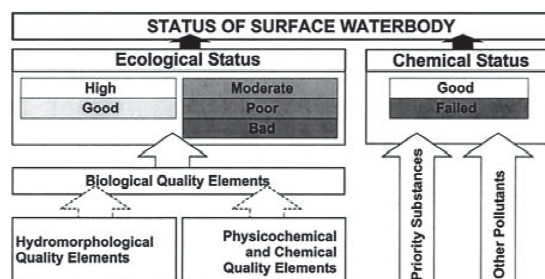 STATUS OF SURFACE WATERBODY
Ecological Status
High
Good
Moderate
Poor
Bad
Chemical Status
Good
Failed
Biological Quality Elements
Hydromorphological
Quality Elements
Physicochemical
and Chemical
Quality Elements
Priority Substances
Other Pollutants